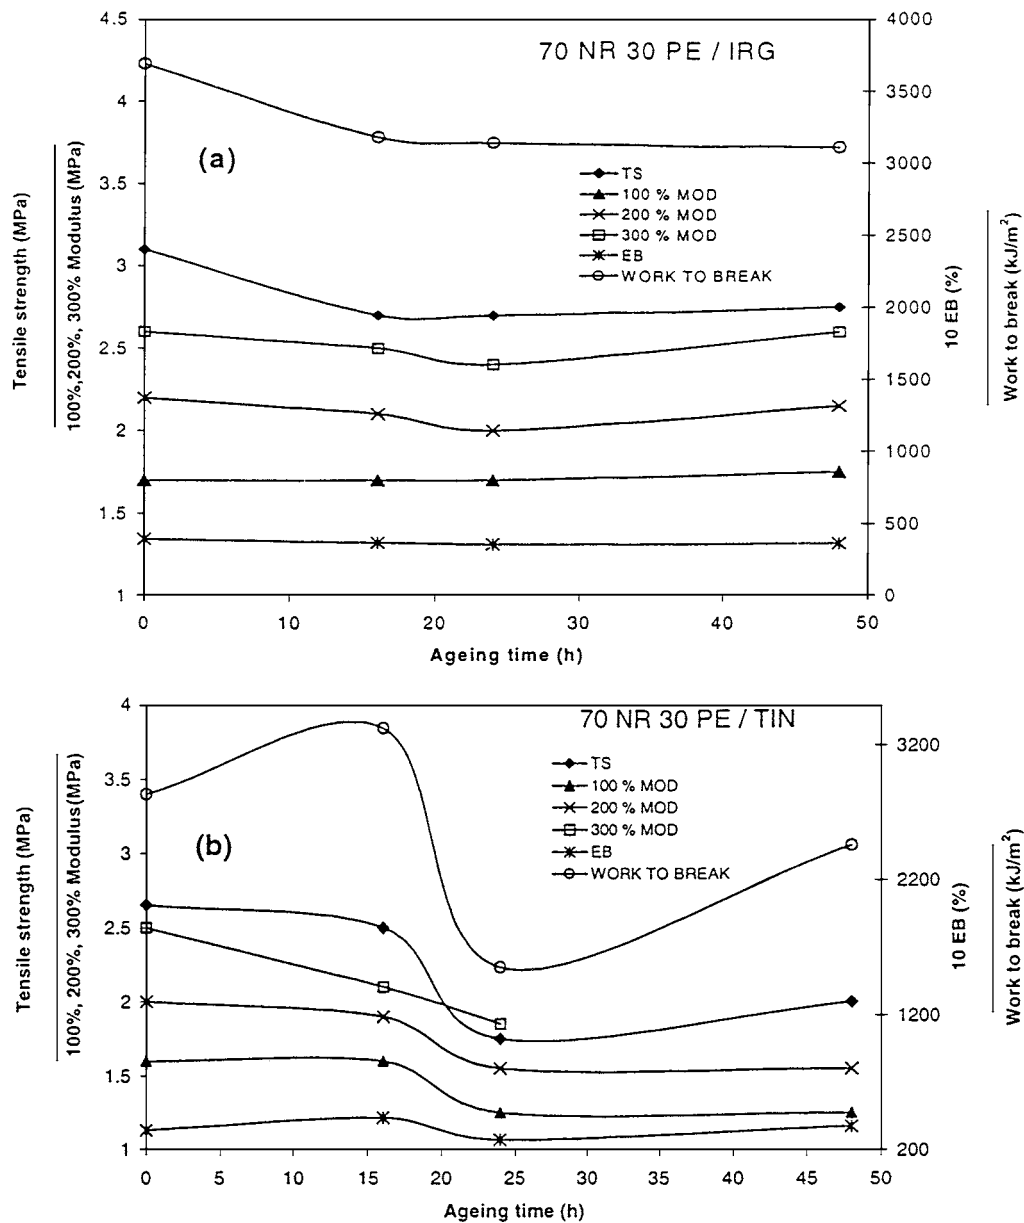 70 NR 30 PE / IRG
(a)
TS
100 % MOD
200 % MOD
300 % MOD
EB
WORK TO BREAK
Tensile strength (MPa)
100%,200%, 300% Modulus (MPa)
4.5
4
3.5
3
2.5
2
1.5
1
4000
3500
3000
2500
2000
1500
1000
500
0
10 EB (%)
Work to break (kJ/m²)
0 10 20 30 40 50
Ageing time (h)
70 NR 30 PE / TIN
(b)
TS
100 % MOD
200 % MOD
300 % MOD
EB
WORK TO BREAK
Tensile strength (MPa)
100%, 200%, 300% Modulus(MPa)
4
3.5
3
2.5
2
1.5
1
3200
2200
1200
200
10 EB (%)
Work to break (kJ/m²)
0 5 10 15 20 25 30 35 40 45 50
Ageing time (h)